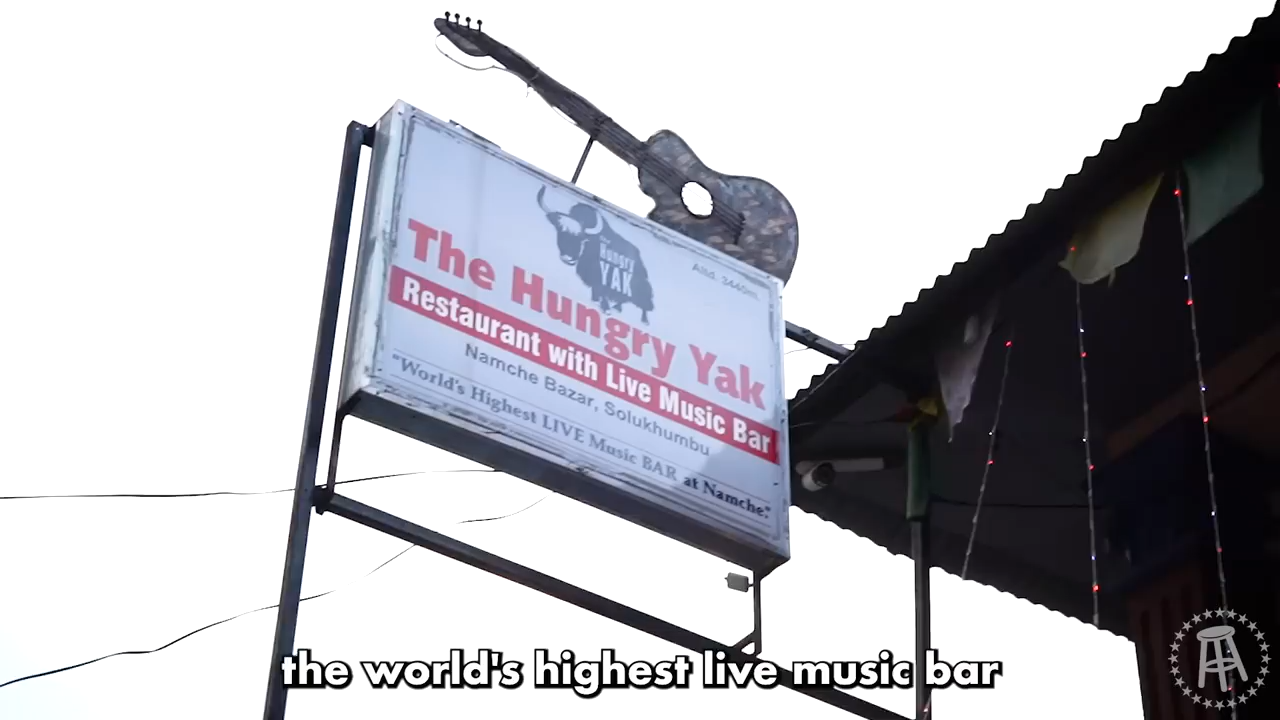 The Hungry
YAK
Altd. 3440m.
The Hungry Yak
Restaurant with Live Music Bar
Namche Bazar, Solukhumbu
"World's Highest LIVE Music BAR at Namche."
the world's highest live music bar